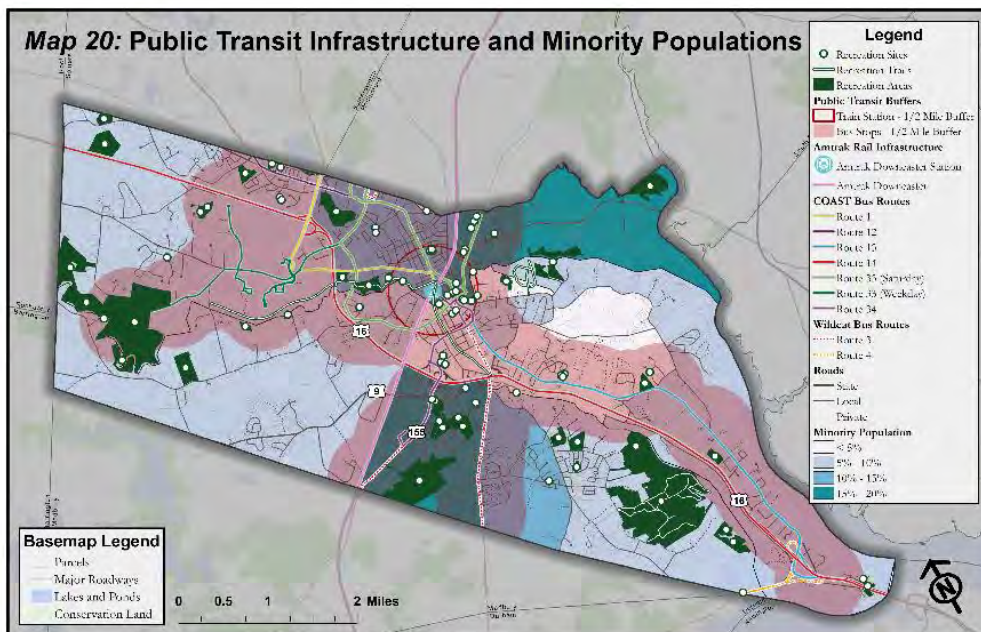 Map 20: Public Transit Infrastructure and Minority Populations
Legend
Recreation Sites
Recreation Trails
Recreation Areas
Public Transit Buffers
Train Station - 1/2 Mile Buffer
Bus Stops - 1/2 Mile Buffer
Amtrak Rail Infrastructure
Amtrak Downeaster Station
Amtrak Downeaster
COAST Bus Routes
Route 1
Route 12
Route 13
Route 14
Route 33 (Saturday)
Route 33 (Weekday)
Route 34
Wildcat Bus Routes
Route 3
Route 4
Roads
State
Local
Private
Minority Population
< 5%
5% - 10%
10% - 15%
15% - 20%
16
9
155
16
Basemap Legend
Parcels
Major Roadways
Lakes and Ponds
Conservation Land
0 0.5 1 2 Miles
N